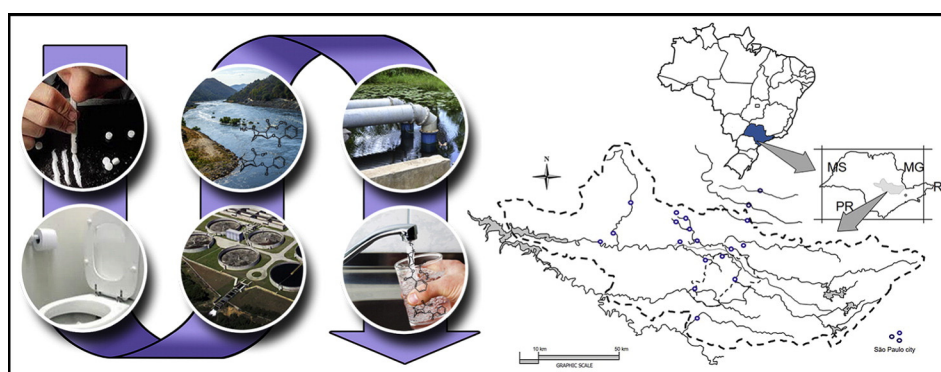 N
MS
MG
R
PR
10 km
50 km
GRAPHIC SCALE
São Paulo city